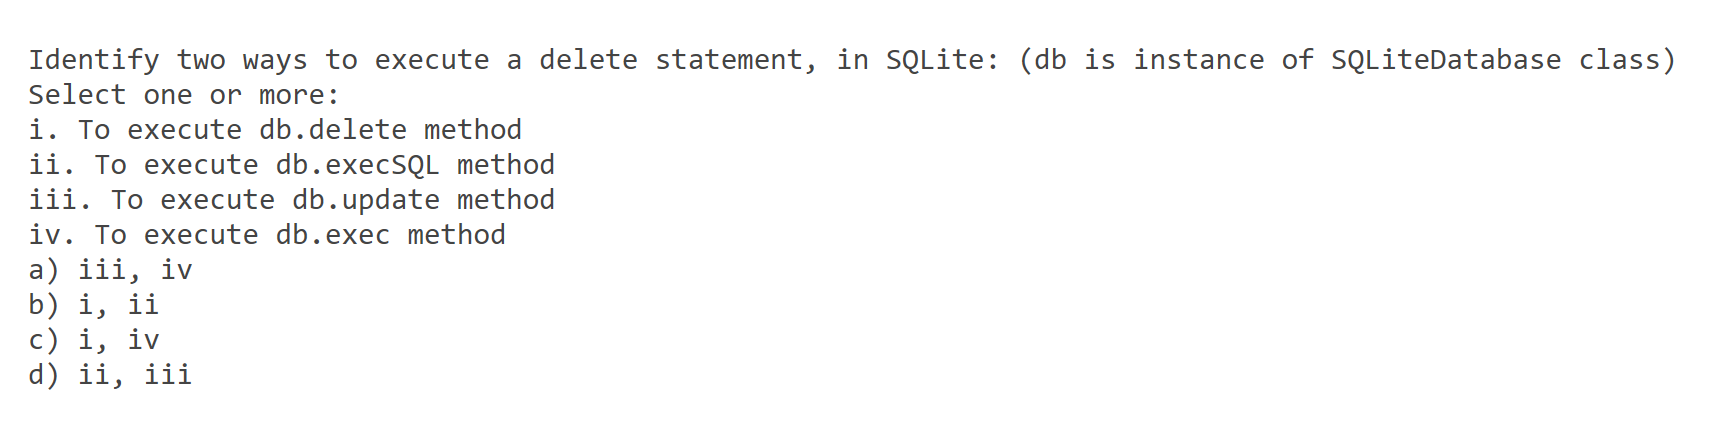 Identify two ways to execute a delete statement, in SQLite: (db is instance of SQLiteDatabase class)
Select one or more:
i. To execute db.delete method
ii. To execute db.execSQL method
iii. To execute db.update method
iv. To execute db.exec method
a) iii, iv
b) i, ii
c) i, iv
d) ii, iii